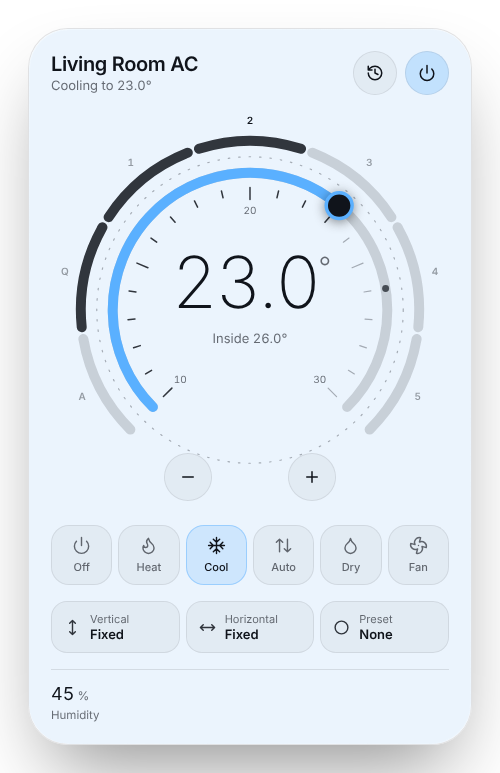 Living Room AC
Cooling to 23.0°
2
1
3
20
Q
4
23.0°
Inside 26.0°
10
30
A
5
Off
Heat
Cool
Auto
Dry
Fan
Vertical
Fixed
Horizontal
Fixed
Preset
None
45 %
Humidity